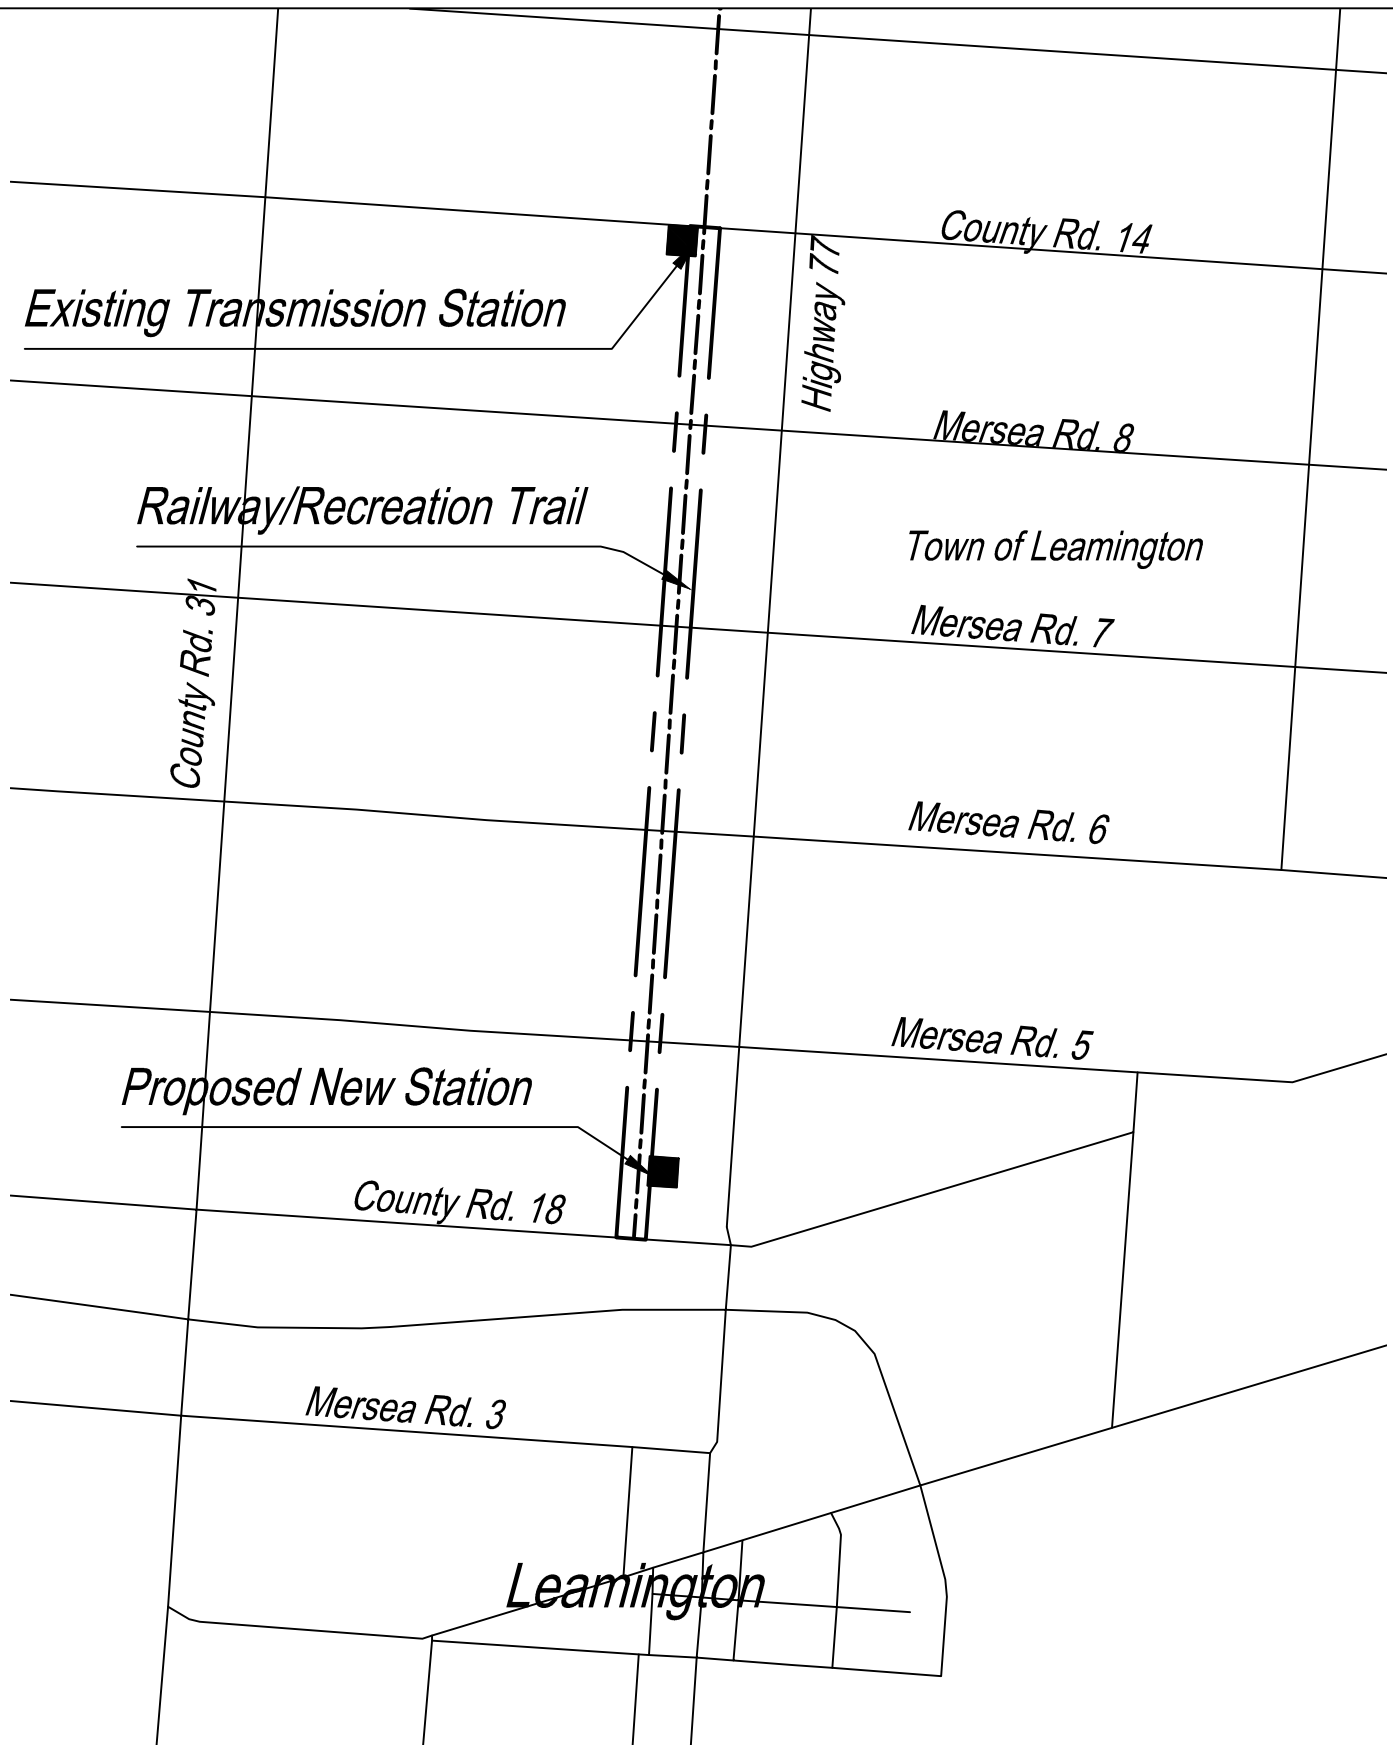 County Rd. 14
Existing Transmission Station
Highway 77
Mersea Rd. 8
Railway/Recreation Trail
Town of Leamington
County Rd. 31
Mersea Rd. 7
Mersea Rd. 6
Mersea Rd. 5
Proposed New Station
County Rd. 18
Mersea Rd. 3
Leamington